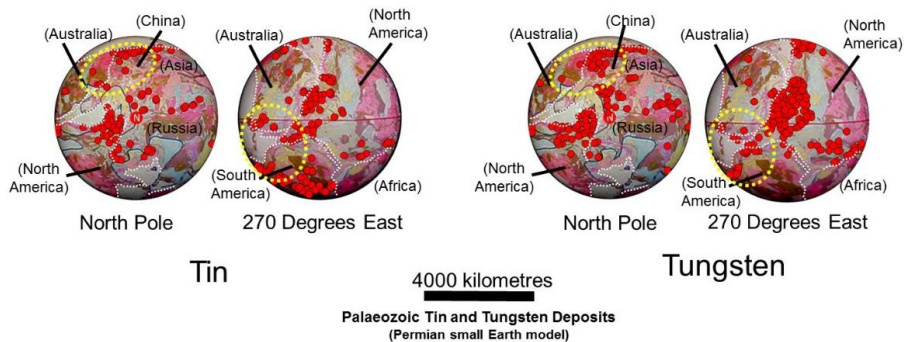 (China)
(Australia)
(Asia)
N
(Russia)
(North
America)
North Pole
(North
America)
(Australia)
(South
America)
(Africa)
270 Degrees East
Tin
(China)
(Australia)
(Asia)
N
(Russia)
(North
America)
North Pole
(North
America)
(Australia)
(South
America)
(Africa)
270 Degrees East
Tungsten
4000 kilometres
Palaeozoic Tin and Tungsten Deposits
(Permian small Earth model)